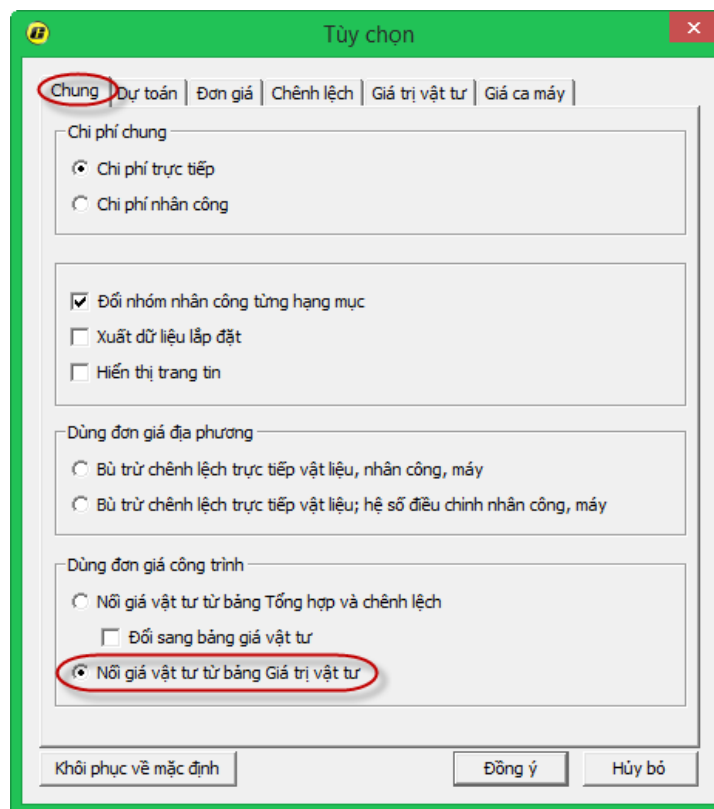 Tùy chọn
Chung Dự toán Đơn giá Chênh lệch Giá trị vật tư Giá ca máy
Chi phí chung
Chi phí trực tiếp
Chi phí nhân công
Đổi nhóm nhân công từng hạng mục
Xuất dữ liệu lắp đặt
Hiển thị trang tin
Dùng đơn giá địa phương
Bù trừ chênh lệch trực tiếp vật liệu, nhân công, máy
Bù trừ chênh lệch trực tiếp vật liệu; hệ số điều chỉnh nhân công, máy
Dùng đơn giá công trình
Nối giá vật tư từ bảng Tổng hợp và chênh lệch
Đổi sang bảng giá vật tư
Nối giá vật tư từ bảng Giá trị vật tư
Khôi phục về mặc định Đồng ý Hủy bỏ